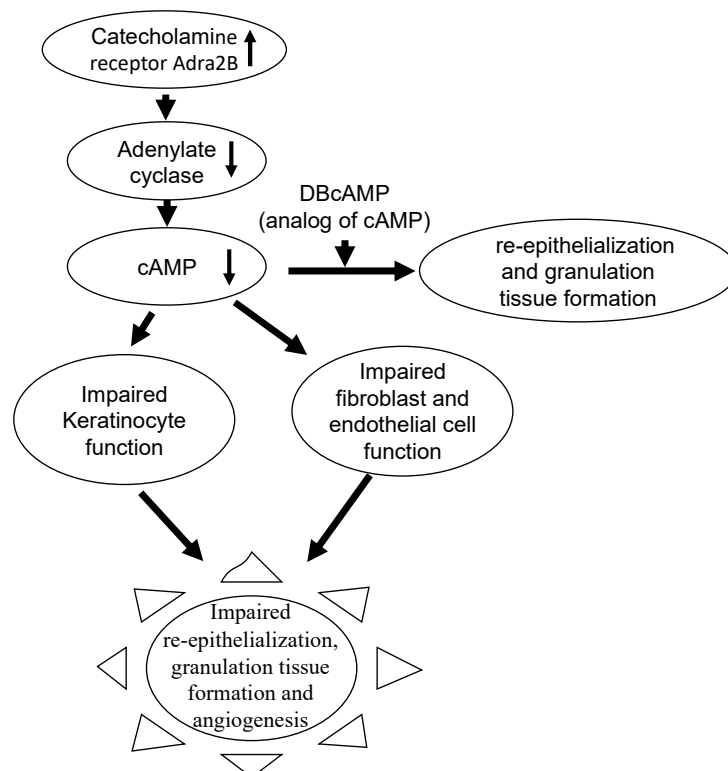 Catecholamine
receptor Adra2B
Adenylate
cyclase
DBcAMP
(analog of cAMP)
cAMP
re-epithelialization
and granulation
tissue formation
Impaired
Keratinocyte
function
Impaired
fibroblast and
endothelial cell
function
Impaired
re-epithelialization,
granulation tissue
formation and
angiogenesis